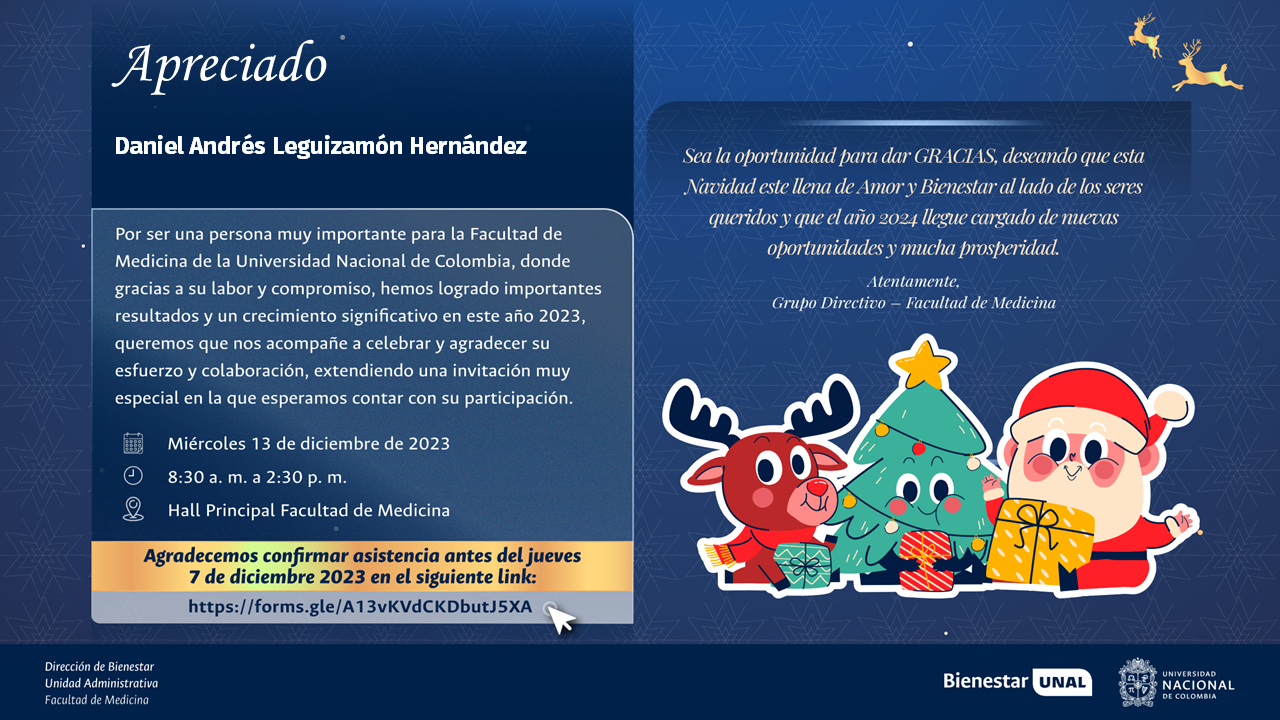 Apreciado
Daniel Andrés Leguizamón Hernández
Por ser una persona muy importante para la Facultad de
Medicina de la Universidad Nacional de Colombia, donde
gracias a su labor y compromiso, hemos logrado importantes
resultados y un crecimiento significativo en este año 2023,
queremos que nos acompañe a celebrar y agradecer su
esfuerzo y colaboración, extendiendo una invitación muy
especial en la que esperamos contar con su participación.
Miércoles 13 de diciembre de 2023
8:30 a. m. a 2:30 p. m.
Hall Principal Facultad de Medicina
Agradecemos confirmar asistencia antes del jueves
7 de diciembre 2023 en el siguiente link:
https://forms.gle/A13vKVdCKDbutJ5XA
Sea la oportunidad para dar GRACIAS, deseando que esta
Navidad este llena de Amor y Bienestar al lado de los seres
queridos y que el año 2024 llegue cargado de nuevas
oportunidades y mucha prosperidad.
Atentamente,
Grupo Directivo – Facultad de Medicina
Dirección de Bienestar
Unidad Administrativa
Facultad de Medicina
Bienestar UNAL
UNIVERSIDAD
NACIONAL
DE COLOMBIA